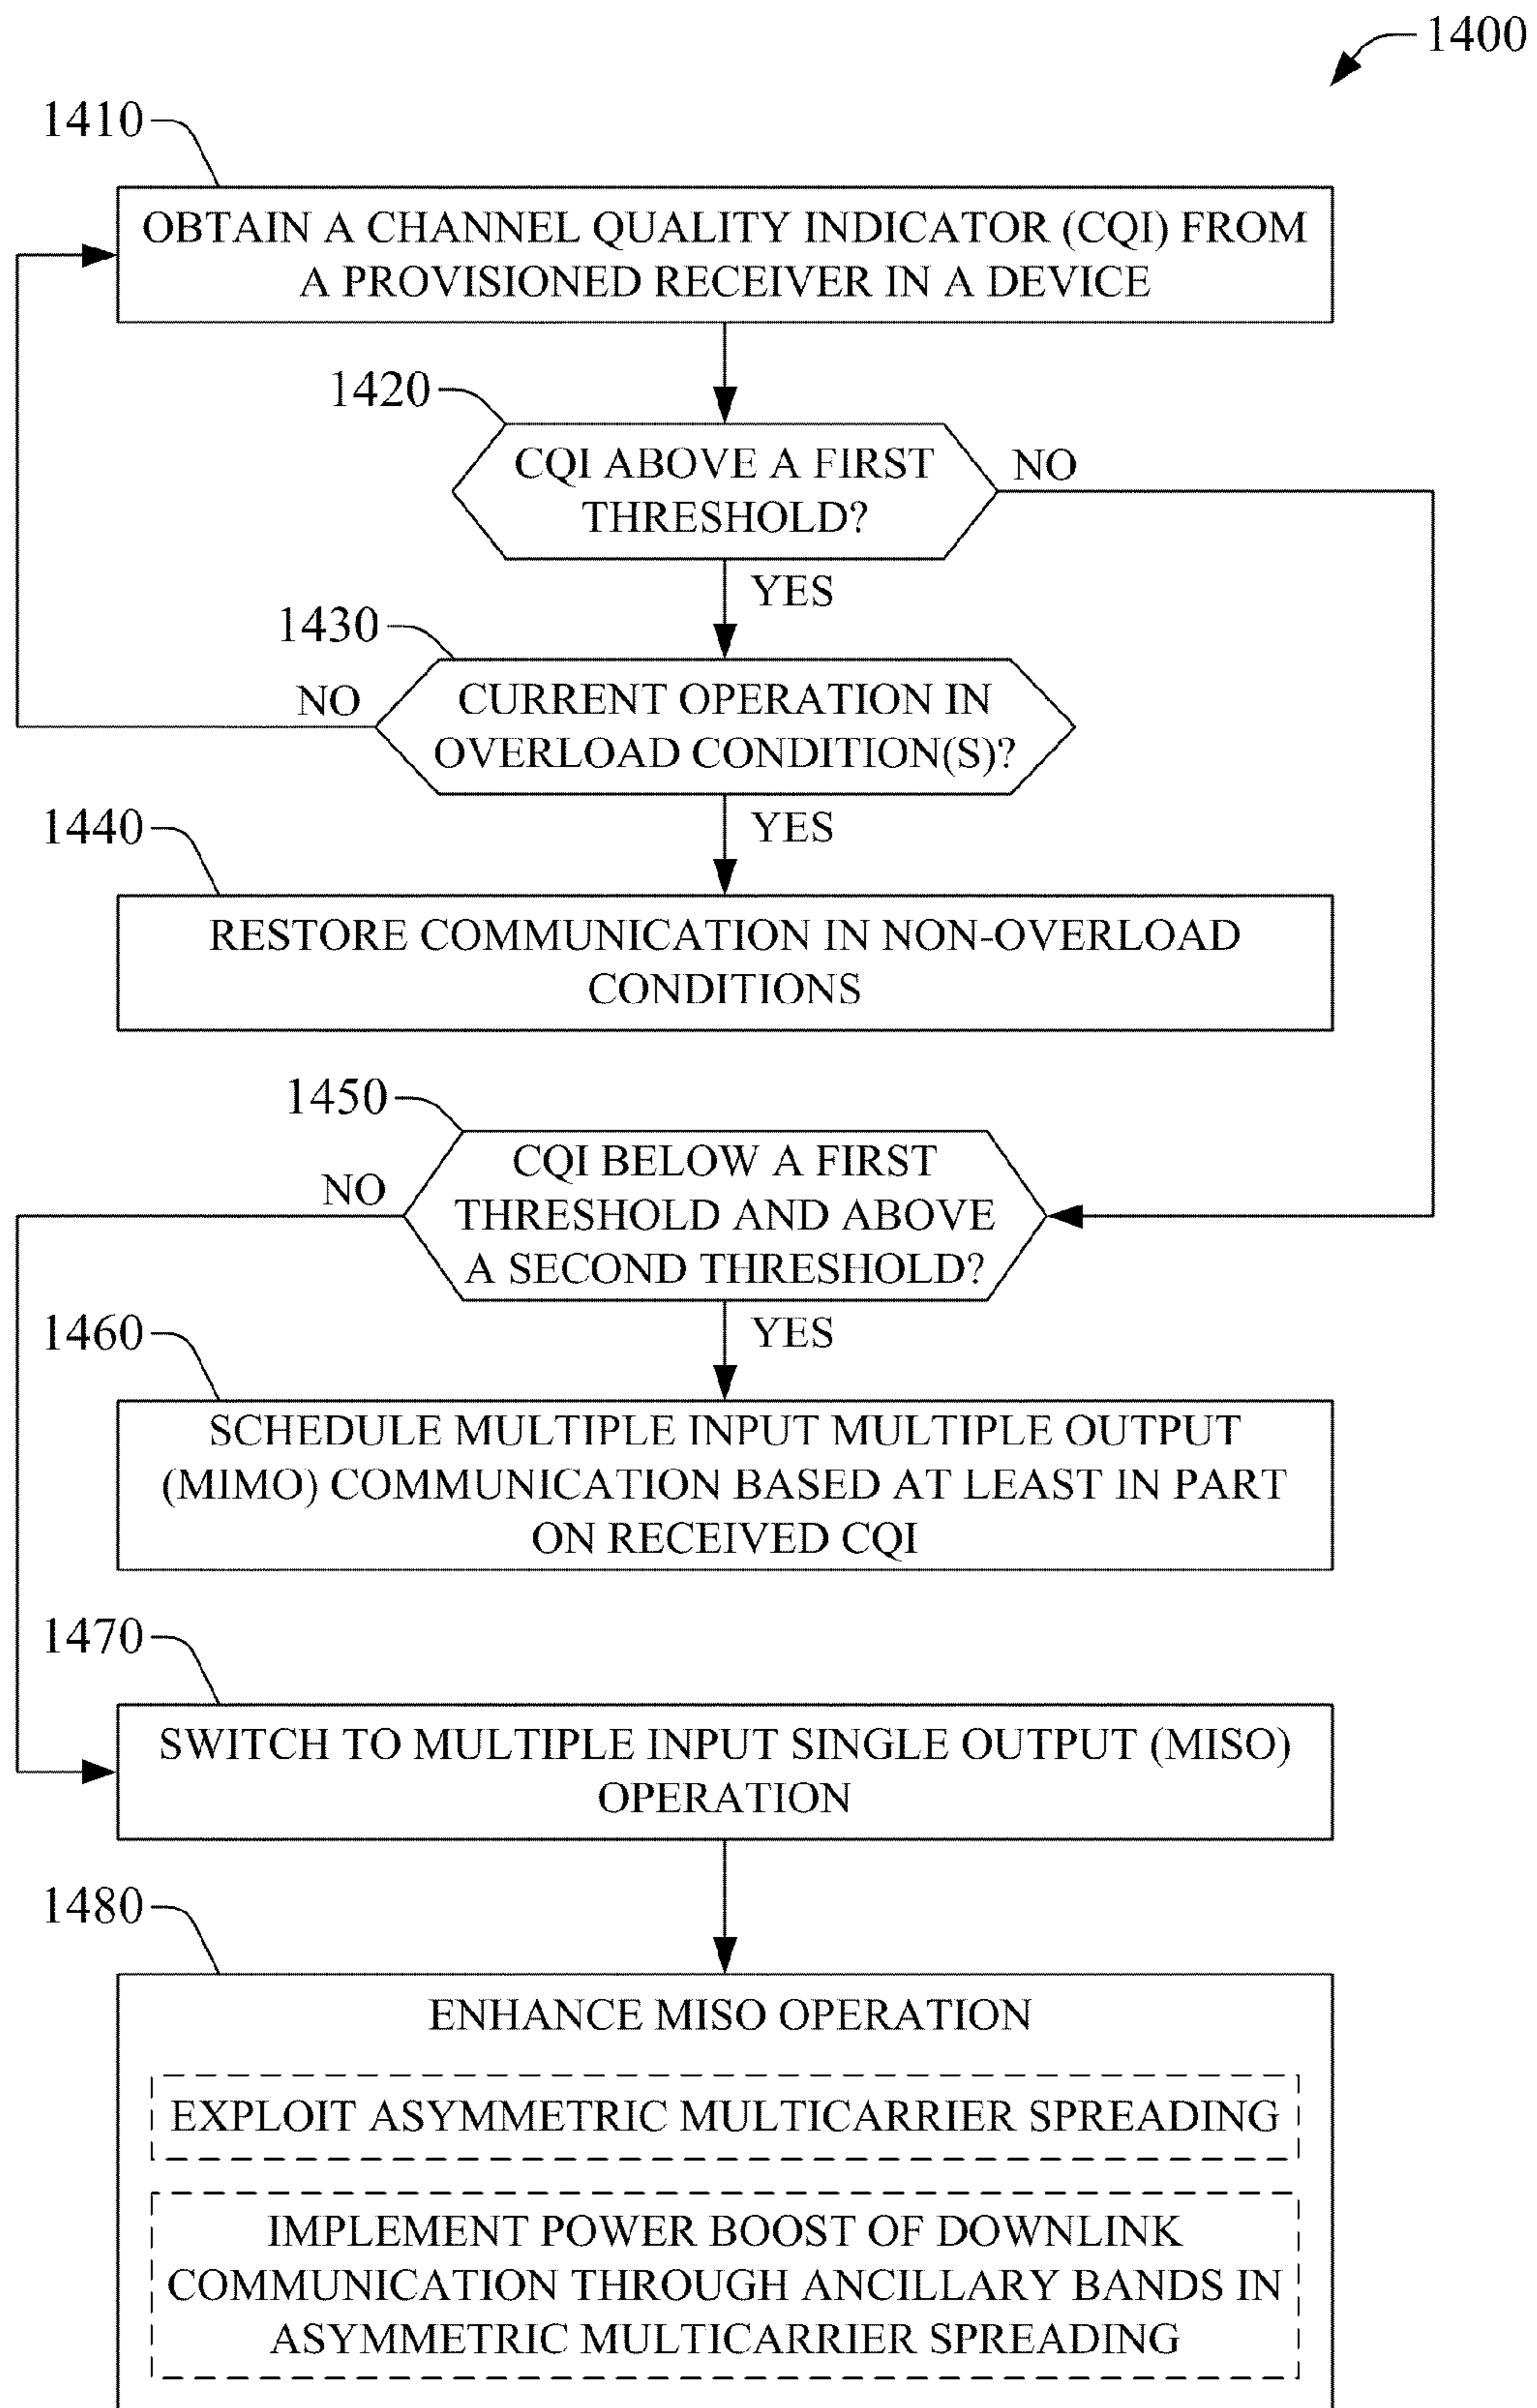 1400
1410
OBTAIN A CHANNEL QUALITY INDICATOR (CQI) FROM
A PROVISIONED RECEIVER IN A DEVICE
1420
CQI ABOVE A FIRST
THRESHOLD?
NO
YES
1430
NO
CURRENT OPERATION IN
OVERLOAD CONDITION(S)?
YES
1440
RESTORE COMMUNICATION IN NON-OVERLOAD
CONDITIONS
1450
NO
CQI BELOW A FIRST
THRESHOLD AND ABOVE
A SECOND THRESHOLD?
YES
1460
SCHEDULE MULTIPLE INPUT MULTIPLE OUTPUT
(MIMO) COMMUNICATION BASED AT LEAST IN PART
ON RECEIVED CQI
1470
SWITCH TO MULTIPLE INPUT SINGLE OUTPUT (MISO)
OPERATION
1480
ENHANCE MISO OPERATION
EXPLOIT ASYMMETRIC MULTICARRIER SPREADING
IMPLEMENT POWER BOOST OF DOWNLINK
COMMUNICATION THROUGH ANCILLARY BANDS IN
ASYMMETRIC MULTICARRIER SPREADING